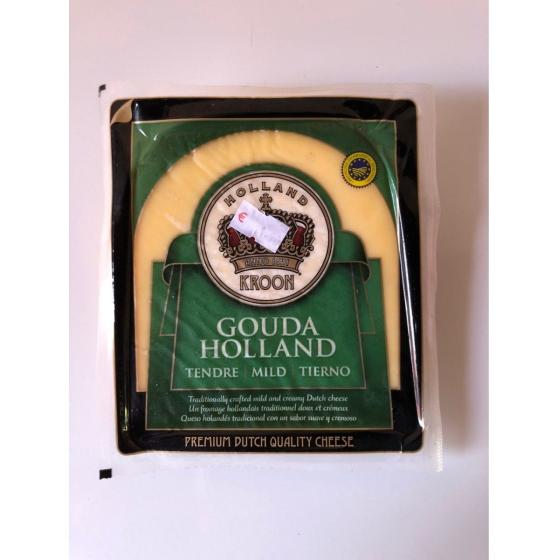 HOLLAND
KROON
GOUDA
HOLLAND
TENDRE | MILD | TIERNO
Traditionally crafted mild and creamy Dutch cheese
Un fromage hollandais traditionnel doux et crémeux
Queso holandés tradicional con un sabor suave y cremoso
PREMIUM DUTCH QUALITY CHEESE